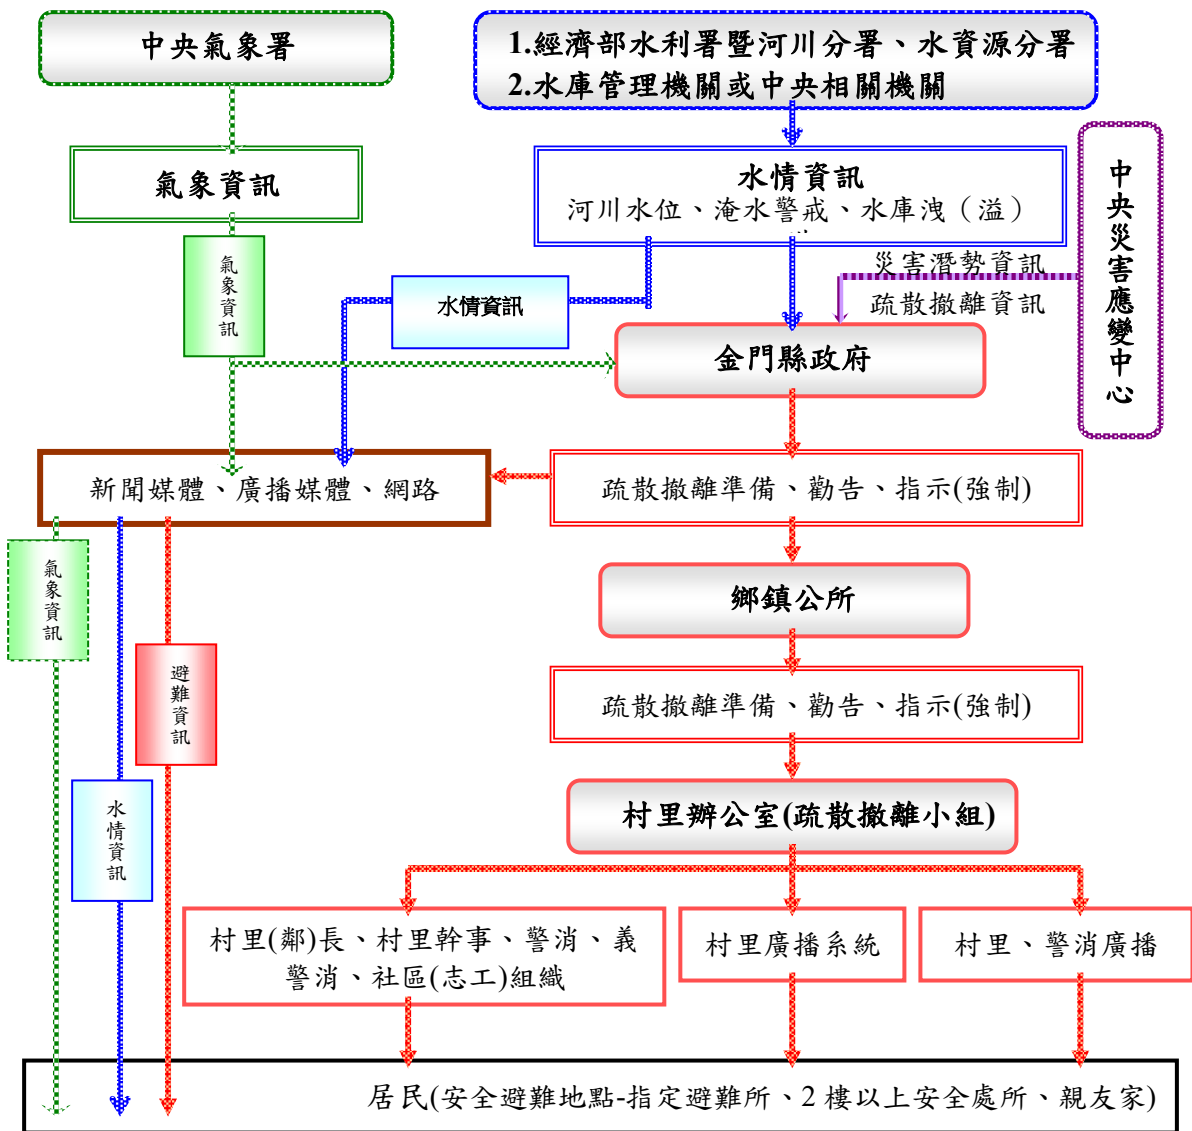 中央氣象署
1.經濟部水利署暨河川分署、水資源分署
2.水庫管理機關或中央相關機關
氣象資訊
水情資訊
河川水位、淹水警戒、水庫洩（溢）
中央災害應變中心
氣象資訊
水情資訊
災害潛勢資訊
疏散撤離資訊
金門縣政府
新聞媒體、廣播媒體、網路
疏散撤離準備、勸告、指示(強制)
氣象資訊
鄉鎮公所
避難資訊
疏散撤離準備、勸告、指示(強制)
水情資訊
村里辦公室(疏散撤離小組)
村里(鄰)長、村里幹事、警消、義
警消、社區(志工)組織
村里廣播系統
村里、警消廣播
居民(安全避難地點-指定避難所、2 樓以上安全處所、親友家)